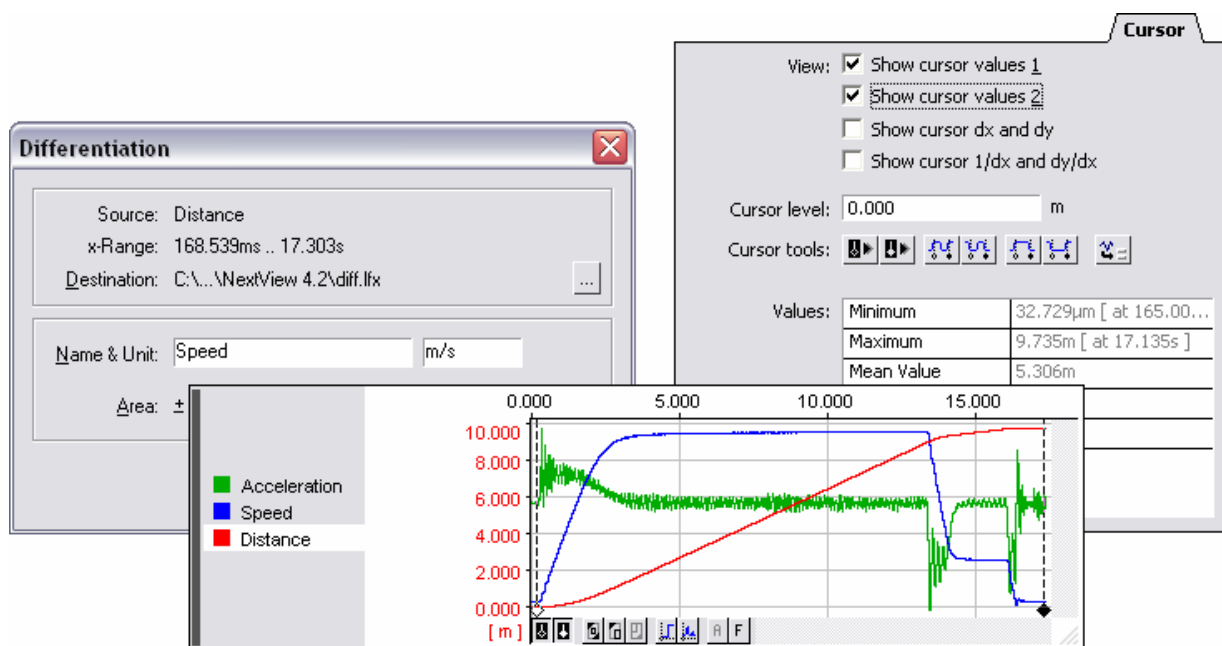 Cursor
View: Show cursor values 1
Show cursor values 2
Show cursor dx and dy
Show cursor 1/dx and dy/dx
Cursor level: 0.000 m
Cursor tools:
Values: Minimum 32.729µm [ at 165.00...
Maximum 9.735m [ at 17.135s ]
Mean Value 5.306m
Differentiation
Source: Distance
x-Range: 168.539ms .. 17.303s
Destination: C:\...\NextView 4.2\diff.lfx ...
Name & Unit: Speed m/s
Area: ±
0.000 5.000 10.000 15.000
10.000
8.000
6.000
4.000
2.000
0.000
[ m ]
Acceleration
Speed
Distance
A F